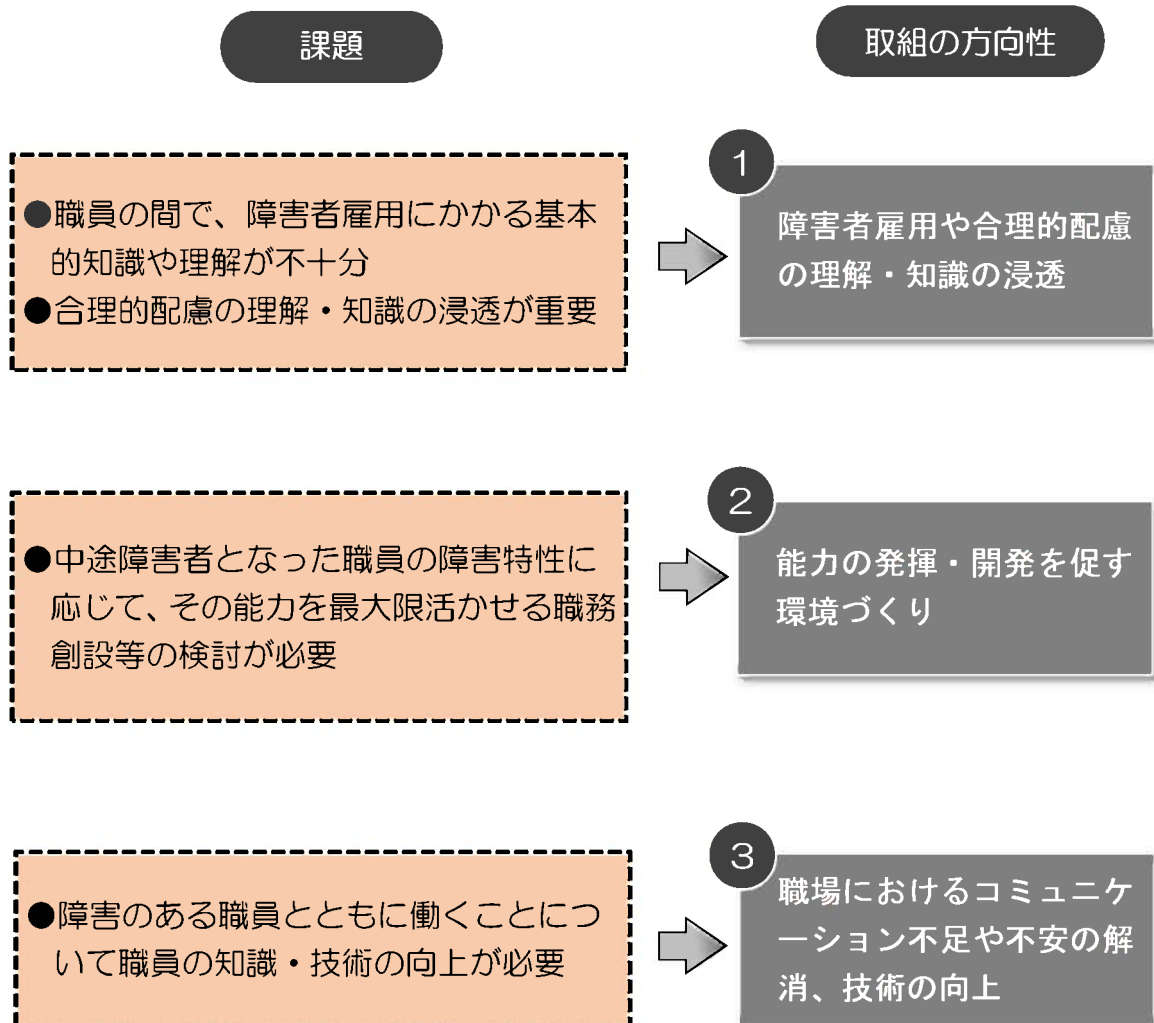 課題
取組の方向性
●職員の間で、障害者雇用にかかる基本
的知識や理解が不十分
●合理的配慮の理解・知識の浸透が重要
1
障害者雇用や合理的配慮
の理解・知識の浸透
●中途障害者となった職員の障害特性に
応じて、その能力を最大限活かせる職務
創設等の検討が必要
2
能力の発揮・開発を促す
環境づくり
●障害のある職員とともに働くことにつ
いて職員の知識・技術の向上が必要
3
職場におけるコミュニケ
ーション不足や不安の解
消、技術の向上